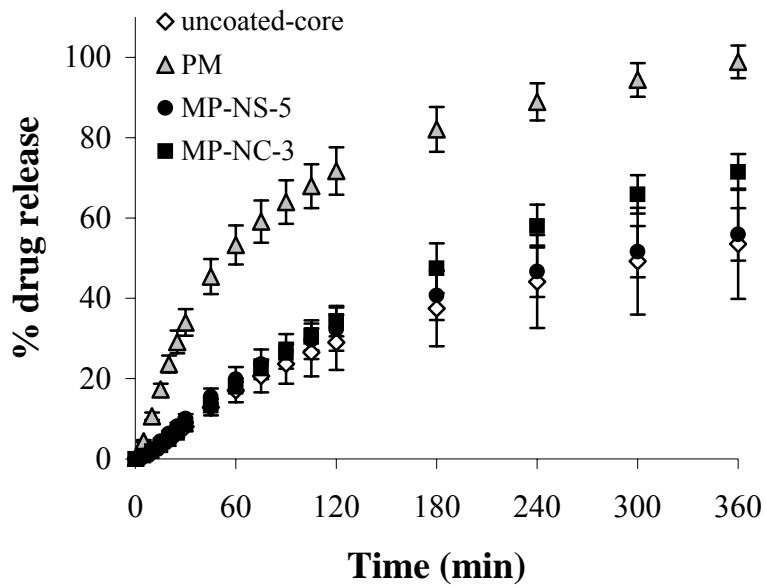 uncoated-core
PM
MP-NS-5
MP-NC-3
% drug release
100
80
60
40
20
0
0 60 120 180 240 300 360
Time (min)